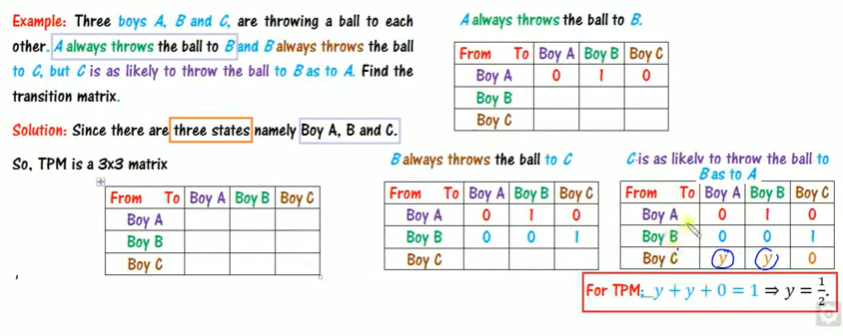 Example: Three boys A, B and C, are throwing a ball to each
other. A always throws the ball to B and B always throws the ball
to C, but C is as likely to throw the ball to B as to A. Find the
transition matrix.
Solution: Since there are three states namely Boy A, B and C.
So, TPM is a 3x3 matrix
From To Boy A Boy B Boy C
Boy A
Boy B
Boy C
,
A always throws the ball to B.
From To Boy A Boy B Boy C
Boy A 0 1 0
Boy B
Boy C
B always throws the ball to C
From To Boy A Boy B Boy C
Boy A 0 1 0
Boy B 0 0 1
Boy C
C is as likely to throw the ball to
B as to A
From To Boy A Boy B Boy C
Boy A 0 1 0
Boy B 0 0 1
Boy C y y 0
For TPM: y + y + 0 = 1 ⇒ y = 1/2.